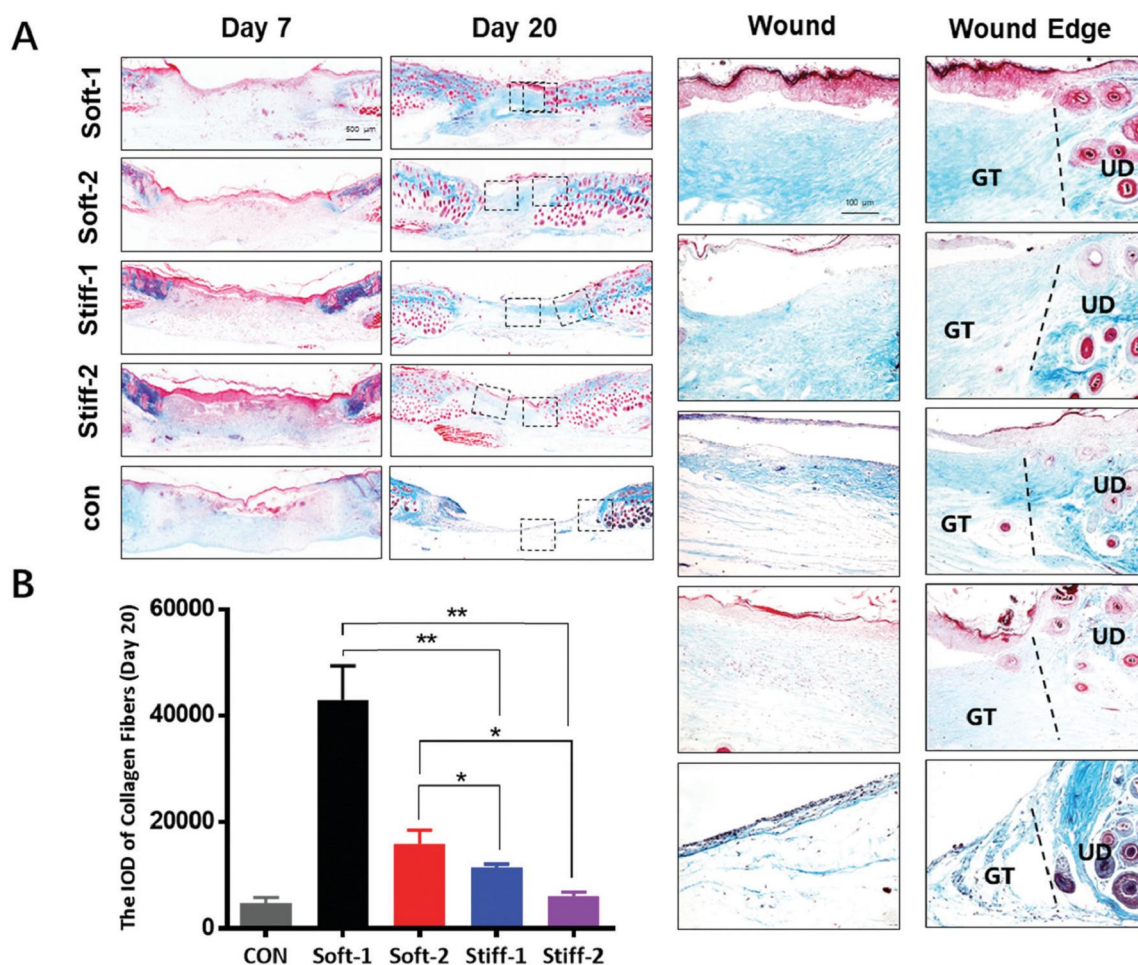 A
Day 7
Day 20
Wound
Wound Edge
Soft-1
500 μm
100 μm
GT
UD
Soft-2
GT
UD
Stiff-1
GT
UD
Stiff-2
GT
UD
con
GT
UD
B
The IOD of Collagen Fibers (Day 20)
60000
40000
20000
0
**
**
*
*
CON Soft-1 Soft-2 Stiff-1 Stiff-2